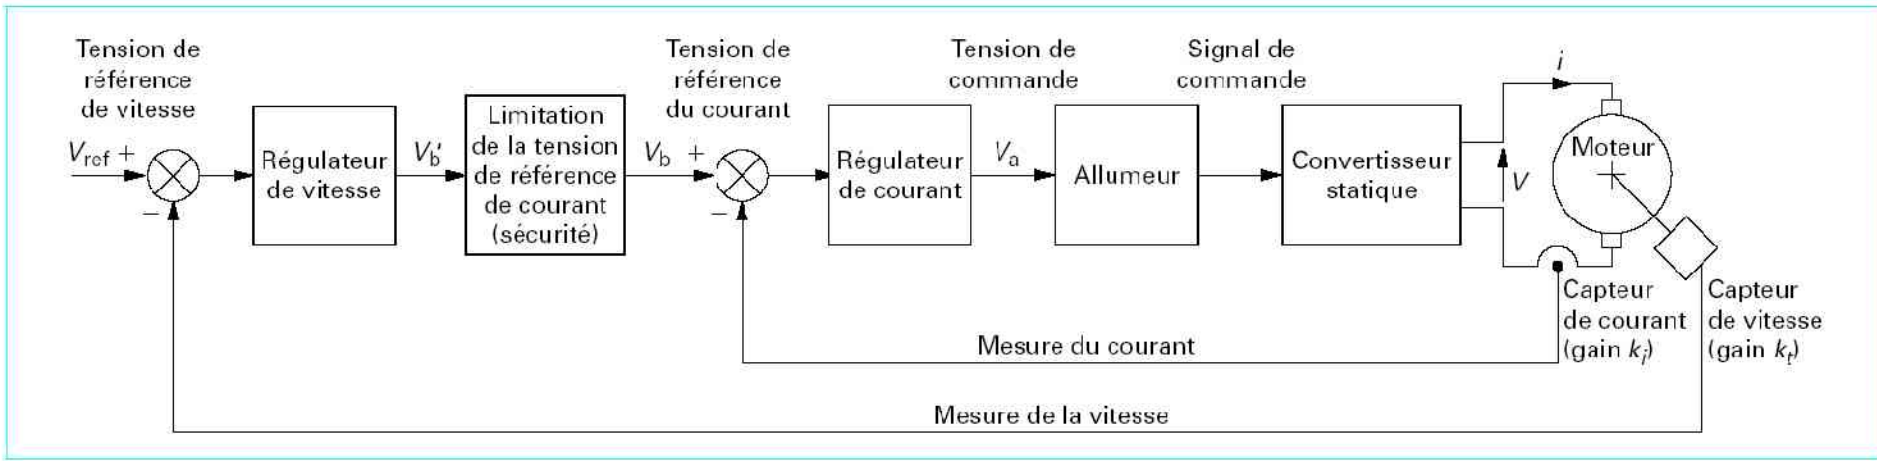 Tension de
référence
de vitesse
V_ref +
−
Régulateur
de vitesse
V_b'
Limitation
de la tension
de référence
de courant
(sécurité)
V_b +
−
Tension de
référence
du courant
Régulateur
de courant
Tension de
commande
V_a
Allumeur
Signal de
commande
Convertisseur
statique
i
V
Moteur
Capteur
de courant
(gain k_i)
Capteur
de vitesse
(gain k_t)
Mesure du courant
Mesure de la vitesse